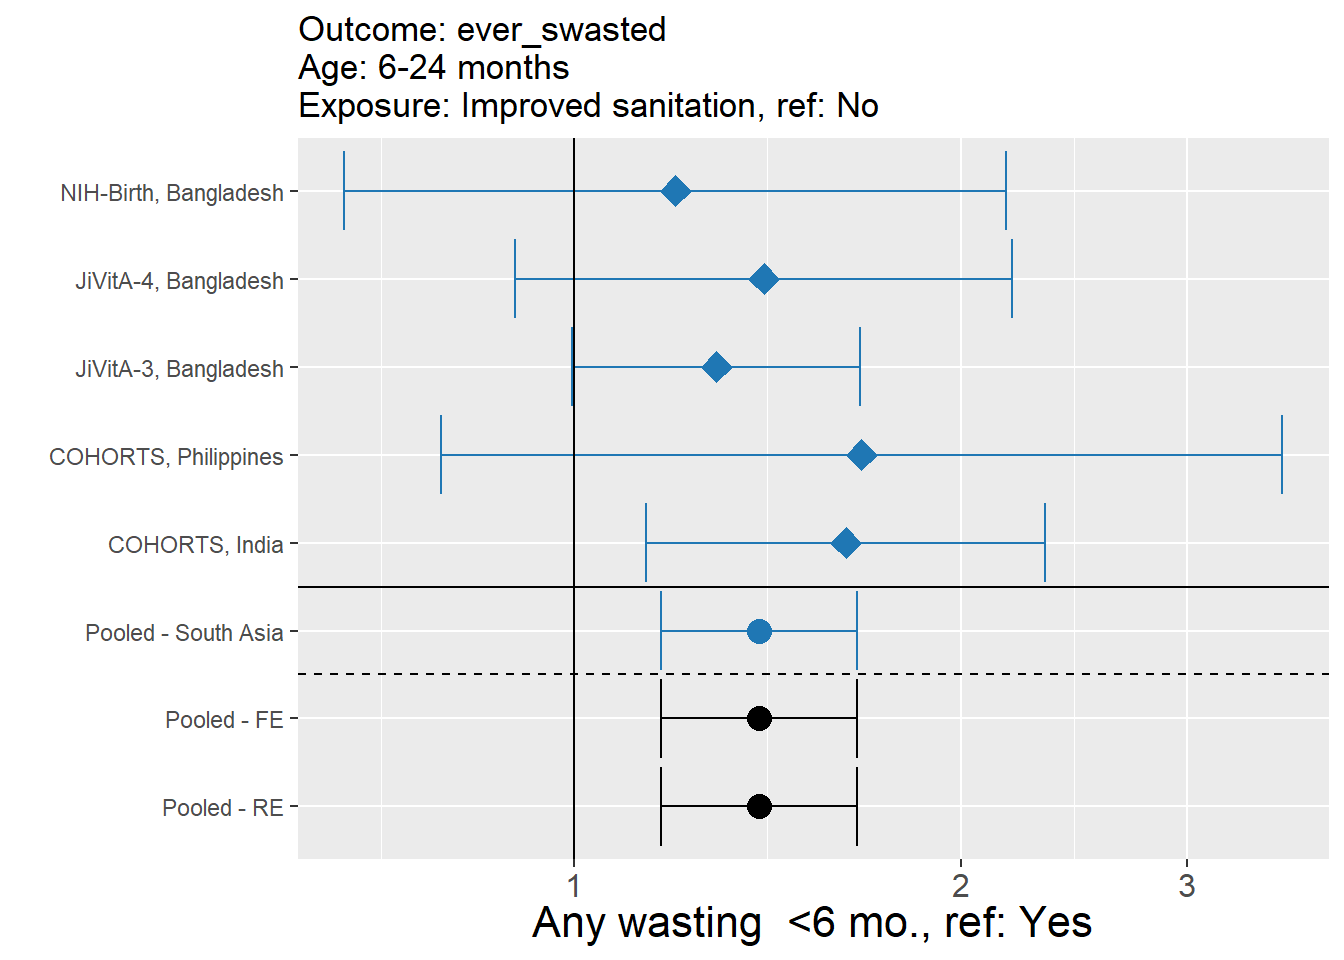 Outcome: ever_swasted
Age: 6-24 months
Exposure: Improved sanitation, ref: No
NIH-Birth, Bangladesh
JiVitA-4, Bangladesh
JiVitA-3, Bangladesh
COHORTS, Philippines
COHORTS, India
Pooled - South Asia
Pooled - FE
Pooled - RE
1 2 3
Any wasting  <6 mo., ref: Yes